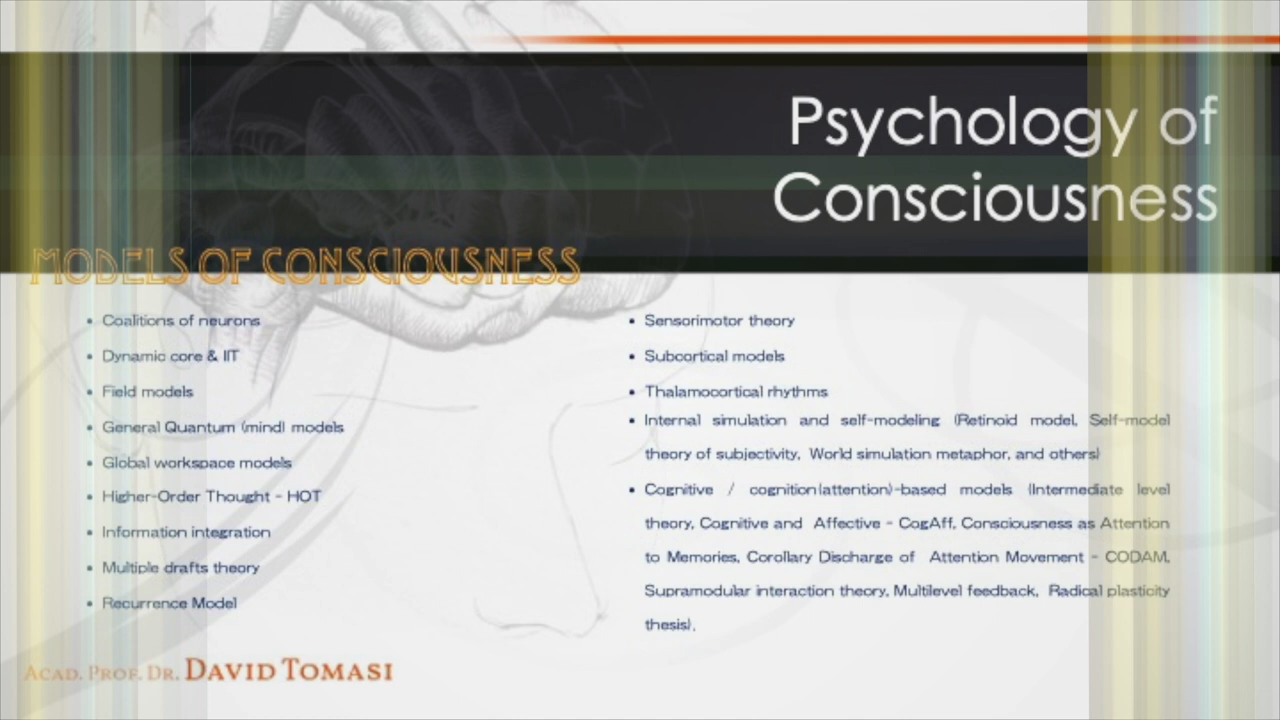 Psychology of
Consciousness
MODELS OF CONSCIOUSNESS
• Coalitions of neurons
• Dynamic core & IIT
• Field models
• General Quantum (mind) models
• Global workspace models
• Higher-Order Thought - HOT
• Information integration
• Multiple drafts theory
• Recurrence Model
• Sensorimotor theory
• Subcortical models
• Thalamocortical rhythms
• Internal simulation and self-modeling (Retinoid model, Self-model
theory of subjectivity, World simulation metaphor, and others)
• Cognitive / cognition(attention)-based models (Intermediate level
theory, Cognitive and Affective - CogAff, Consciousness as Attention
to Memories, Corollary Discharge of Attention Movement - CODAM,
Supramodular interaction theory, Multilevel feedback, Radical plasticity
thesis).
ACAD. PROF. DR. DAVID TOMASI